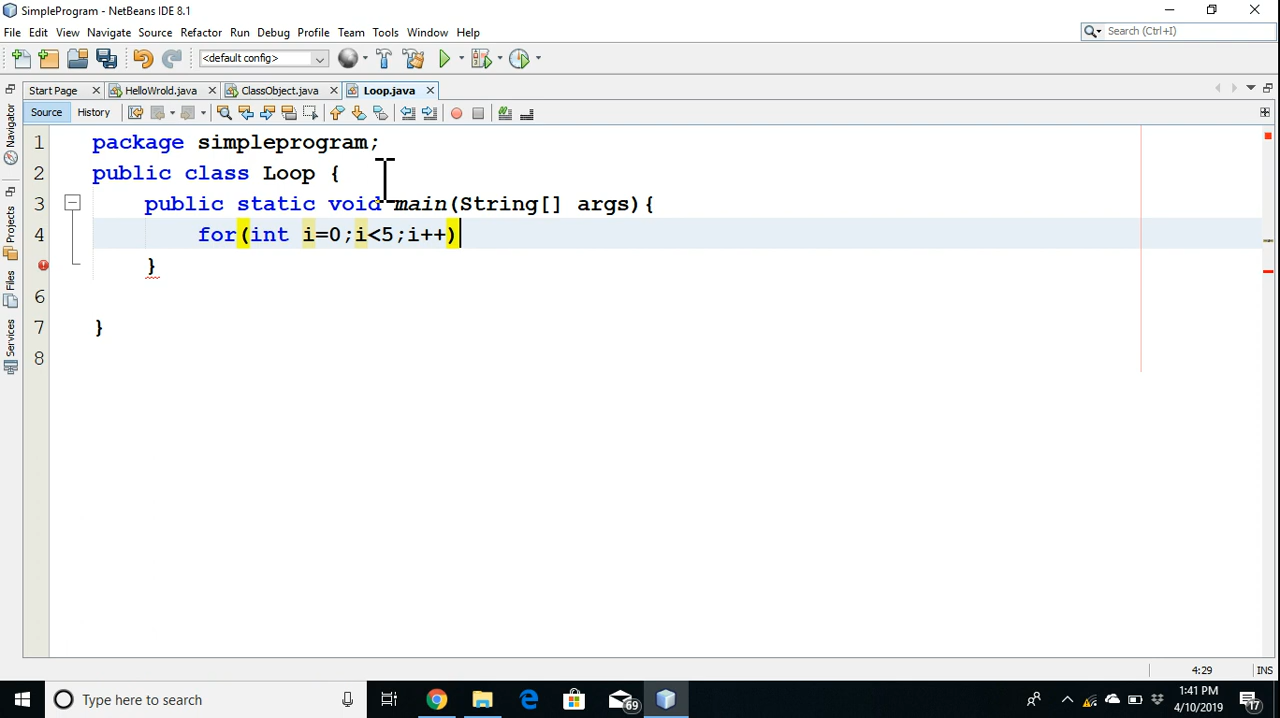 SimpleProgram - NetBeans IDE 8.1
File Edit View Navigate Source Refactor Run Debug Profile Team Tools Window Help
Search (Ctrl+I)
<default config>
Start Page HelloWrold.java ClassObject.java Loop.java
Source History
Navigator
Projects
Files
Services
1 package simpleprogram;
2 public class Loop {
3 public static void main(String[] args){
4 for(int i=0;i<5;i++)
}
6
7 }
8
4:29 INS
Type here to search
69
1:41 PM
4/10/2019
17